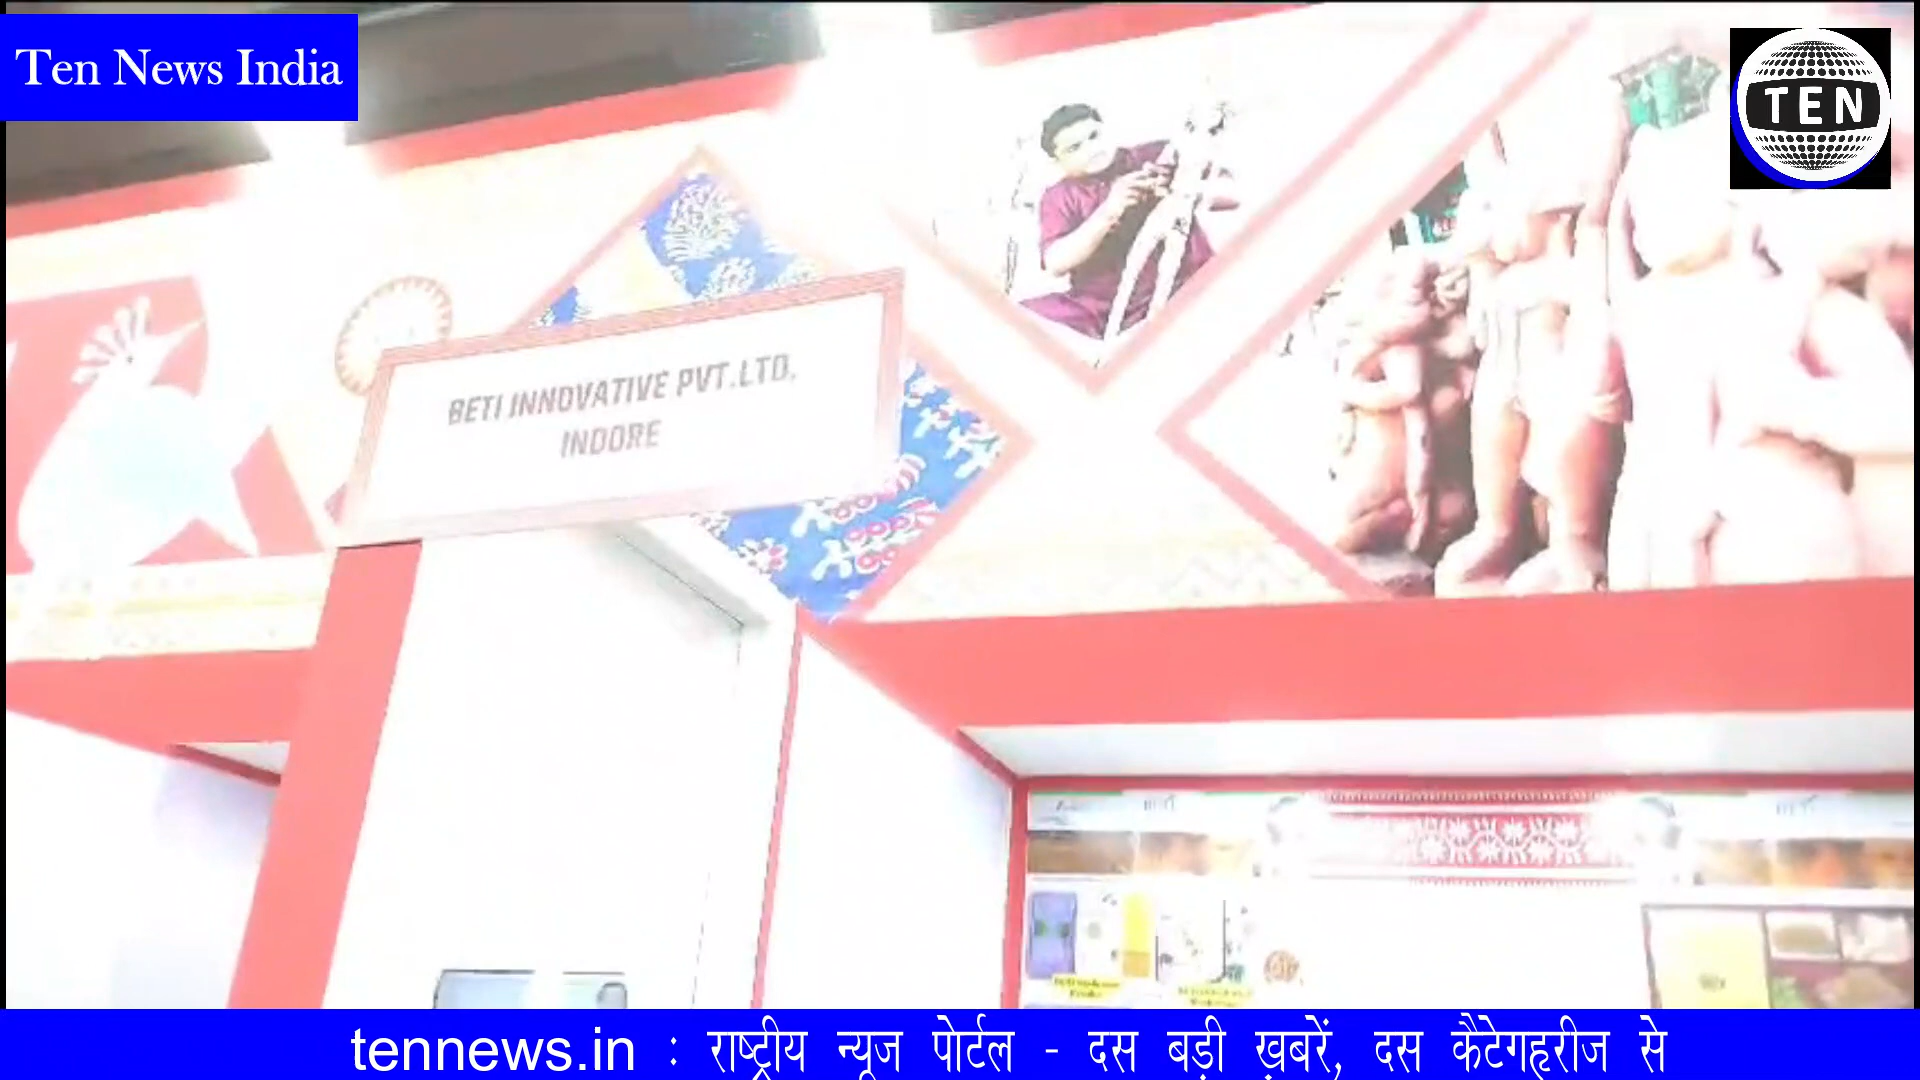 Ten News India
TEN
BETI INNOVATIVE PVT.LTD.
INDORE
tennews.in : राष्ट्रीय न्यूज पोर्टल - दस बड़ी ख़बरें, दस कैटेगहरीज से